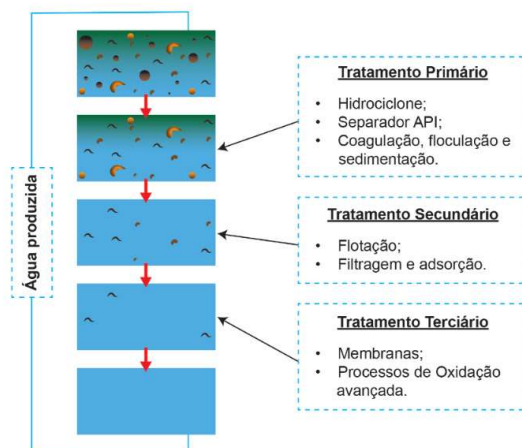 Água produzida
Tratamento Primário
• Hidrociclone;
• Separador API;
• Coagulação, floculação e
sedimentação.
Tratamento Secundário
• Flotação;
• Filtragem e adsorção.
Tratamento Terciário
• Membranas;
• Processos de Oxidação
avançada.